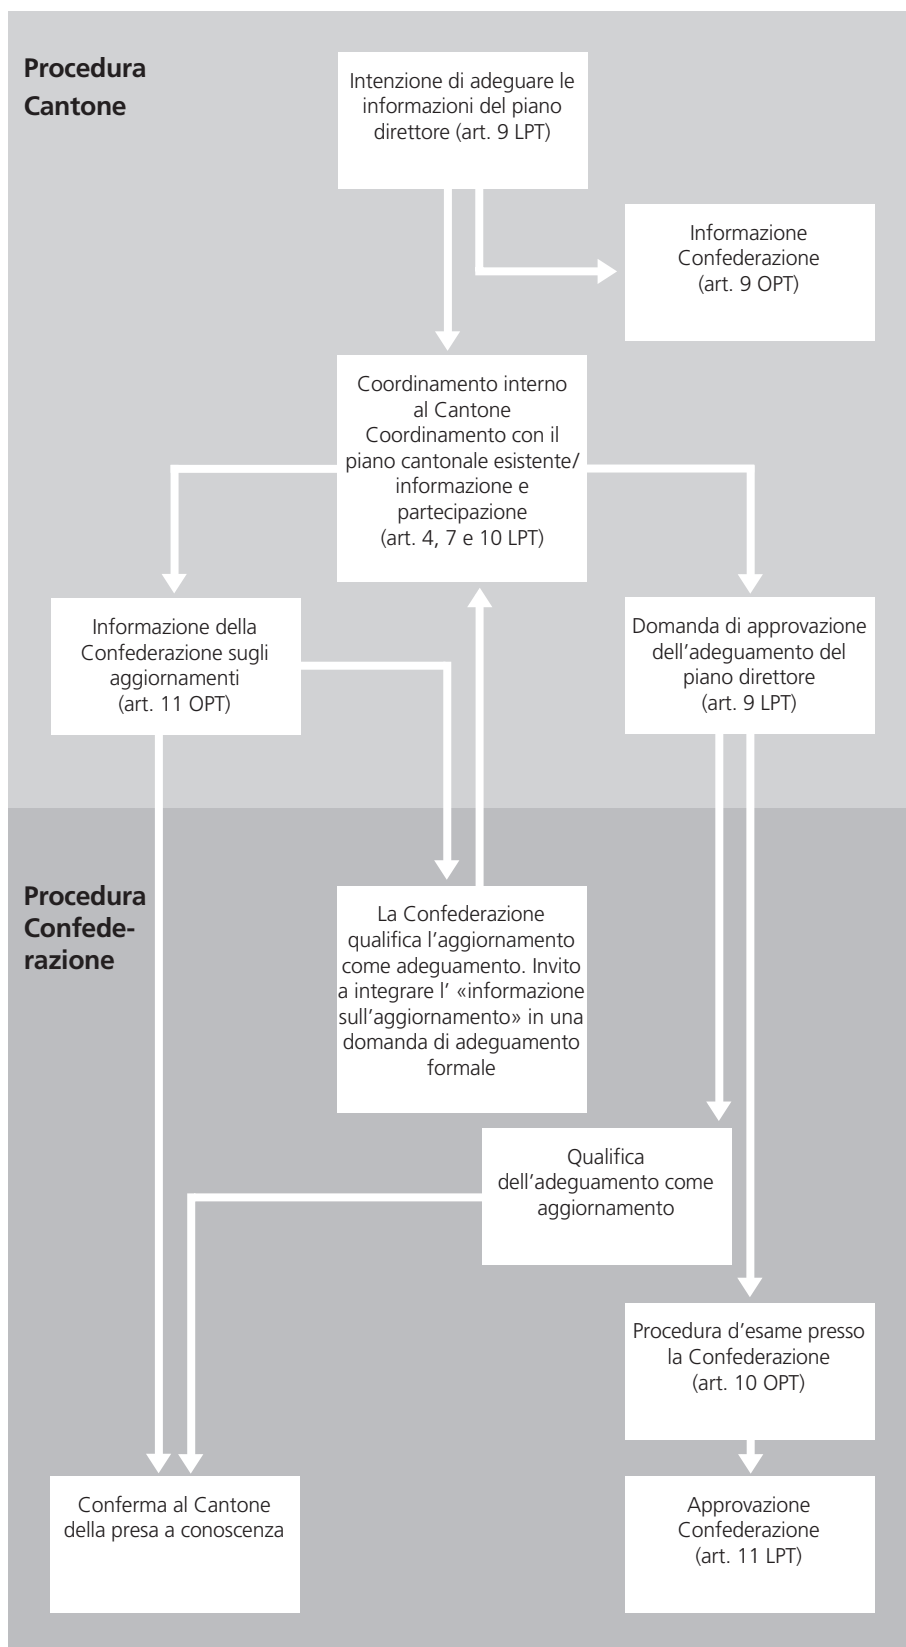 Procedura
Cantone
Intenzione di adeguare le
informazioni del piano
direttore (art. 9 LPT)
Informazione
Confederazione
(art. 9 OPT)
Coordinamento interno
al Cantone
Coordinamento con il
piano cantonale esistente/
informazione e
partecipazione
(art. 4, 7 e 10 LPT)
Informazione della
Confederazione sugli
aggiornamenti
(art. 11 OPT)
Domanda di approvazione
dell'adeguamento del
piano direttore
(art. 9 LPT)
Procedura
Confede-
razione
La Confederazione
qualifica l'aggiornamento
come adeguamento. Invito
a integrare l' «informazione
sull'aggiornamento» in una
domanda di adeguamento
formale
Qualifica
dell'adeguamento come
aggiornamento
Procedura d'esame presso
la Confederazione
(art. 10 OPT)
Conferma al Cantone
della presa a conoscenza
Approvazione
Confederazione
(art. 11 LPT)